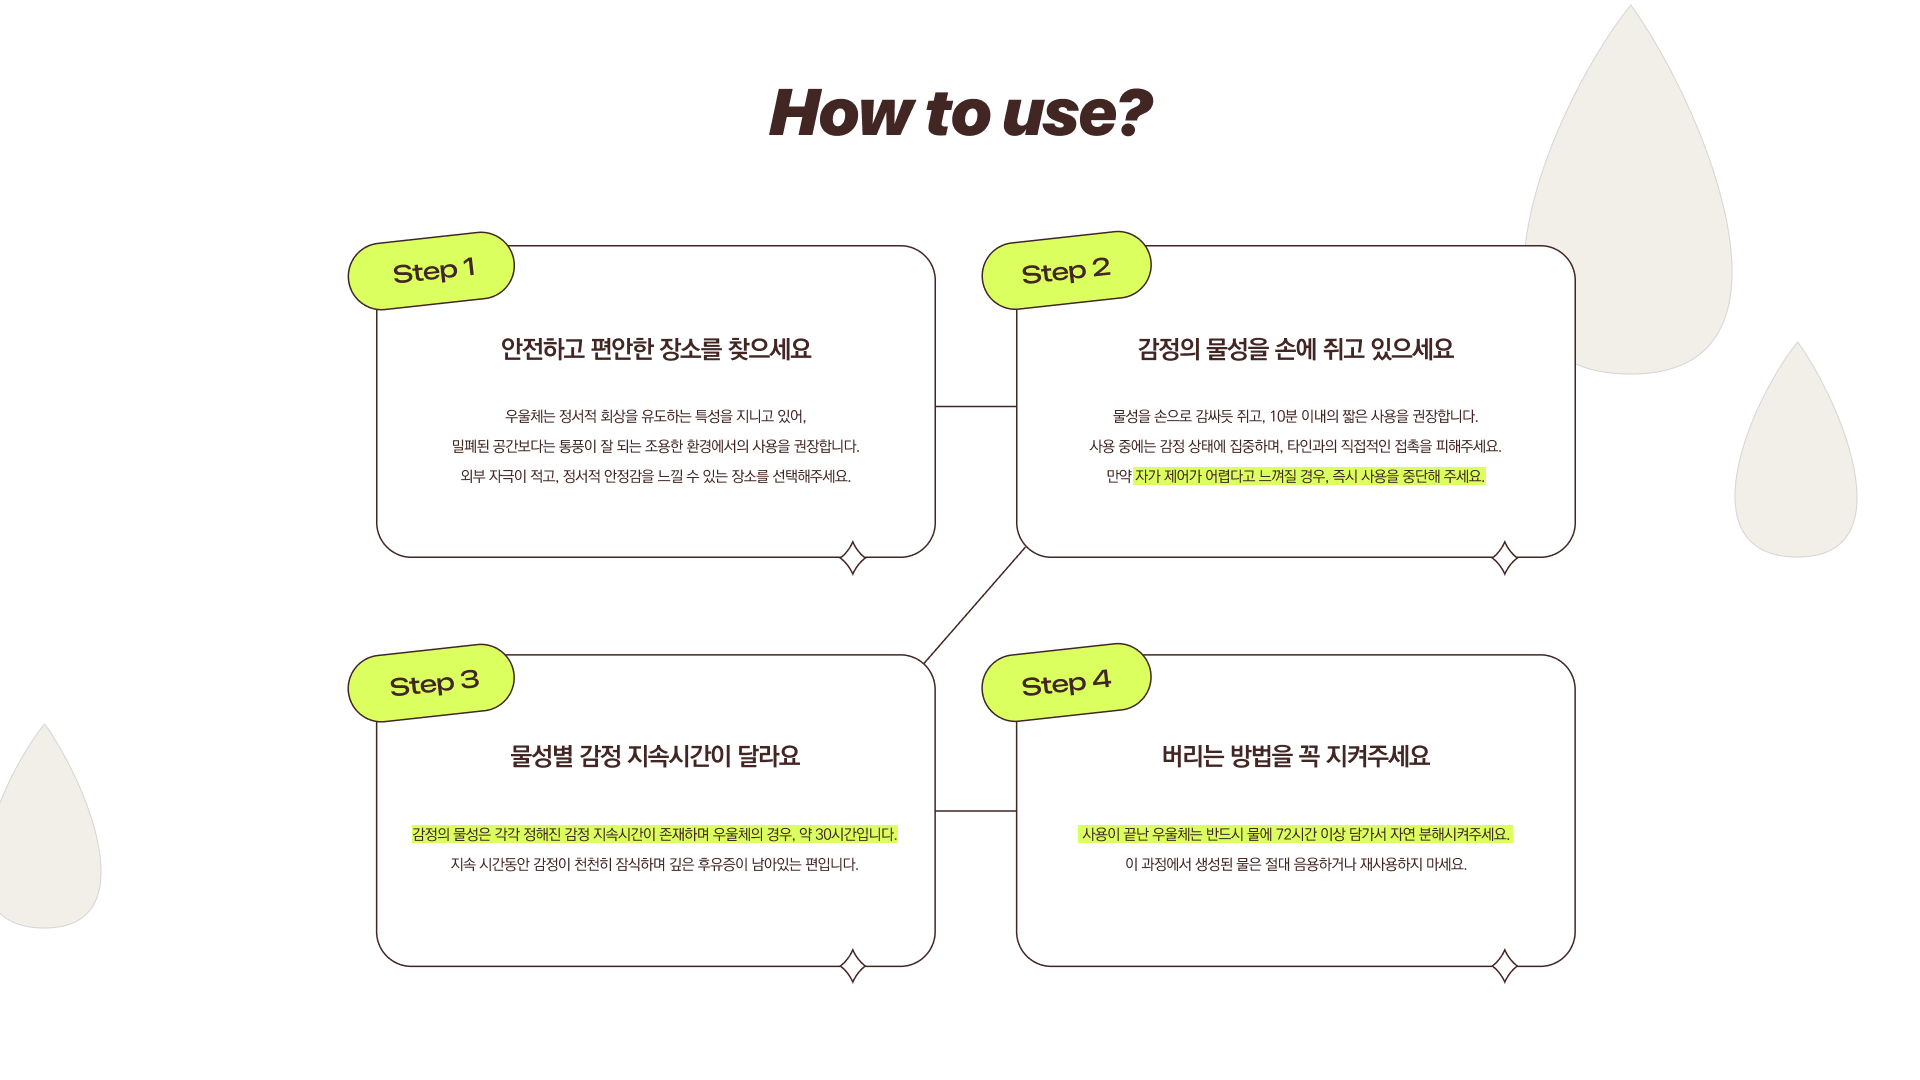 How to use?
Step 1
안전하고 편안한 장소를 찾으세요
우울체는 정서적 회상을 유도하는 특성을 지니고 있어,
밀폐된 공간보다는 통풍이 잘 되는 조용한 환경에서의 사용을 권장합니다.
외부 자극이 적고, 정서적 안정감을 느낄 수 있는 장소를 선택해주세요.
Step 2
감정의 물성을 손에 쥐고 있으세요
물성을 손으로 감싸듯 쥐고, 10분 이내의 짧은 사용을 권장합니다.
사용 중에는 감정 상태에 집중하며, 타인과의 직접적인 접촉을 피해주세요.
만약 자가 제어가 어렵다고 느껴질 경우, 즉시 사용을 중단해 주세요.
Step 3
물성별 감정 지속시간이 달라요
감정의 물성은 각각 정해진 감정 지속시간이 존재하며 우울체의 경우, 약 30시간입니다.
지속 시간동안 감정이 천천히 잠식하며 깊은 후유증이 남아있는 편입니다.
Step 4
버리는 방법을 꼭 지켜주세요
사용이 끝난 우울체는 반드시 물에 72시간 이상 담가서 자연 분해시켜주세요.
이 과정에서 생성된 물은 절대 음용하거나 재사용하지 마세요.